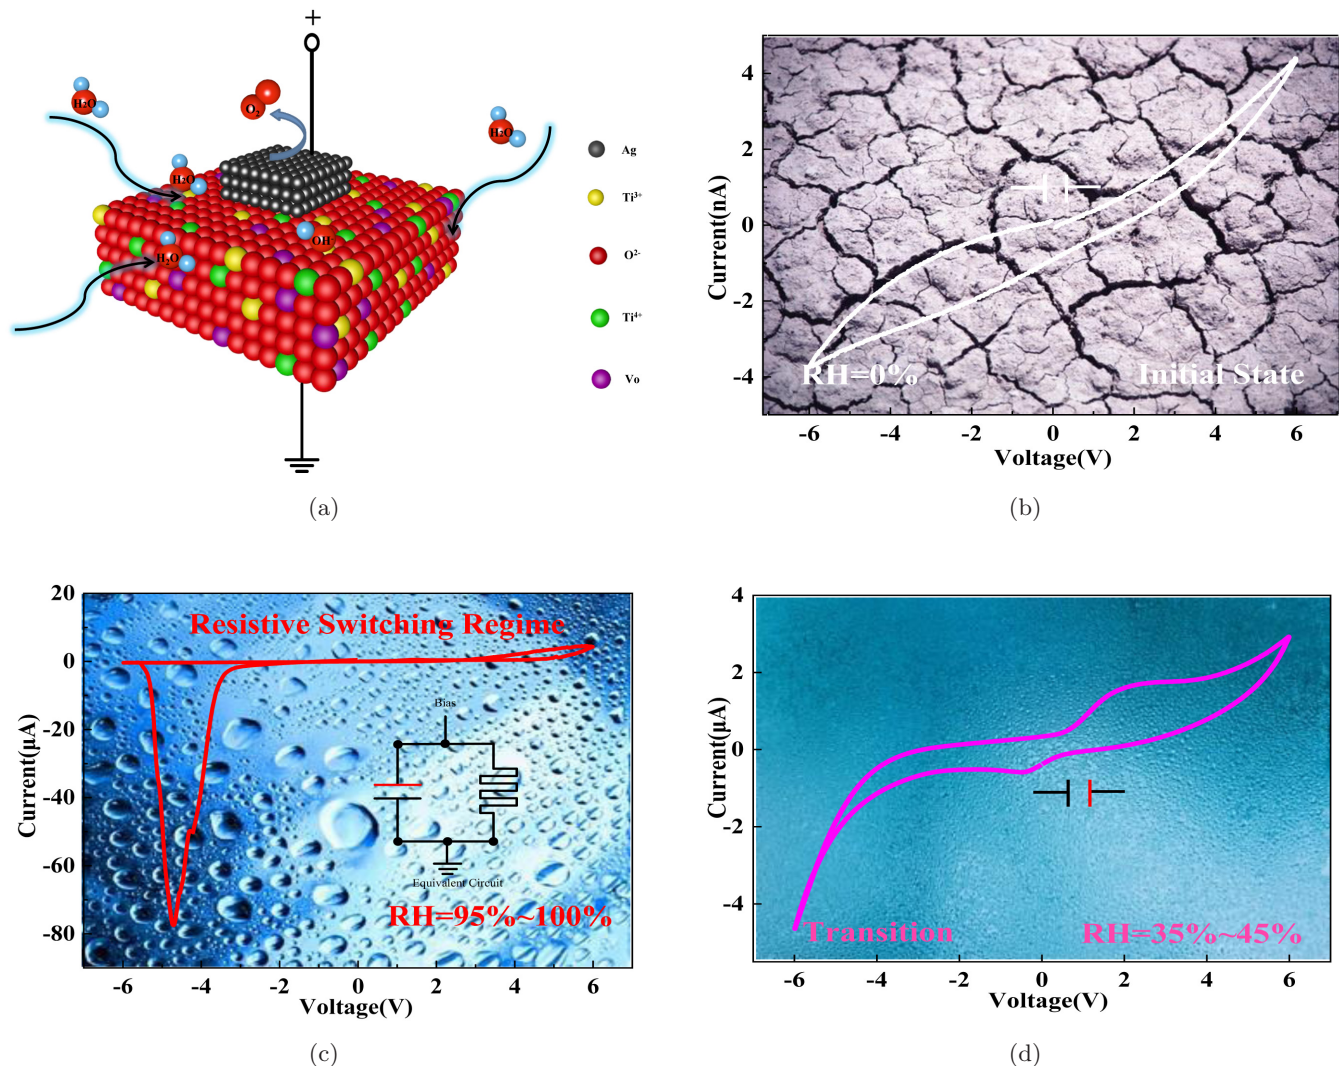 +
H₂O
O₂
H₂O
H₂O
OH
H₂O
Ag
Ti³⁺
O²⁻
Ti⁴⁺
Vo
(a)
4
2
0
-2
-4
Current(nA)
RH=0%
Initial State
-6
-4
-2
0
2
4
6
Voltage(V)
(b)
20
0
-20
-40
-60
-80
Current(μA)
Resistive Switching Regime
Bias
Equivalent Circuit
RH=95%~100%
-6
-4
-2
0
2
4
6
Voltage(V)
(c)
4
2
0
-2
-4
Current(μA)
Transition
RH=35%~45%
-6
-4
-2
0
2
4
6
Voltage(V)
(d)